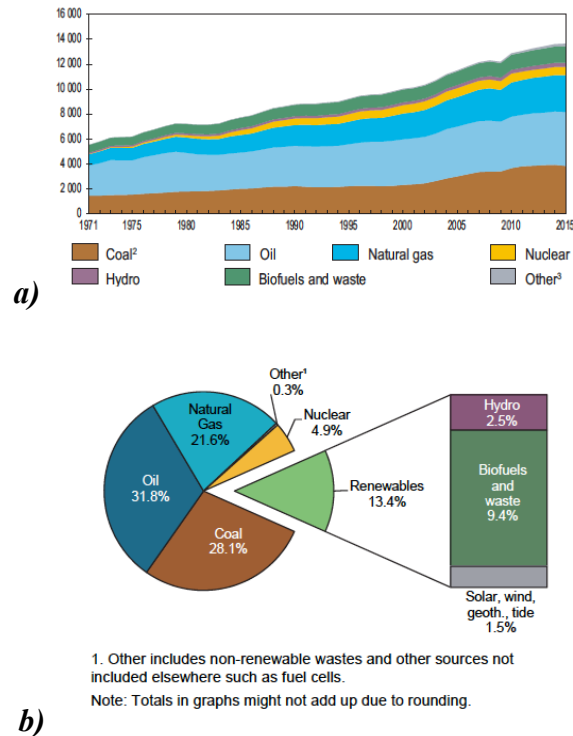 16 000
14 000
12 000
10 000
8 000
6 000
4 000
2 000
0
1971 1975 1980 1985 1990 1995 2000 2005 2010 2015
Coal² Oil Natural gas Nuclear
Hydro Biofuels and waste Other³
a)
Other¹
0.3%
Natural
Gas
21.6%
Nuclear
4.9%
Oil
31.8%
Coal
28.1%
Renewables
13.4%
Hydro
2.5%
Biofuels
and
waste
9.4%
Solar, wind,
geoth., tide
1.5%
1. Other includes non-renewable wastes and other sources not
included elsewhere such as fuel cells.
Note: Totals in graphs might not add up due to rounding.
b)